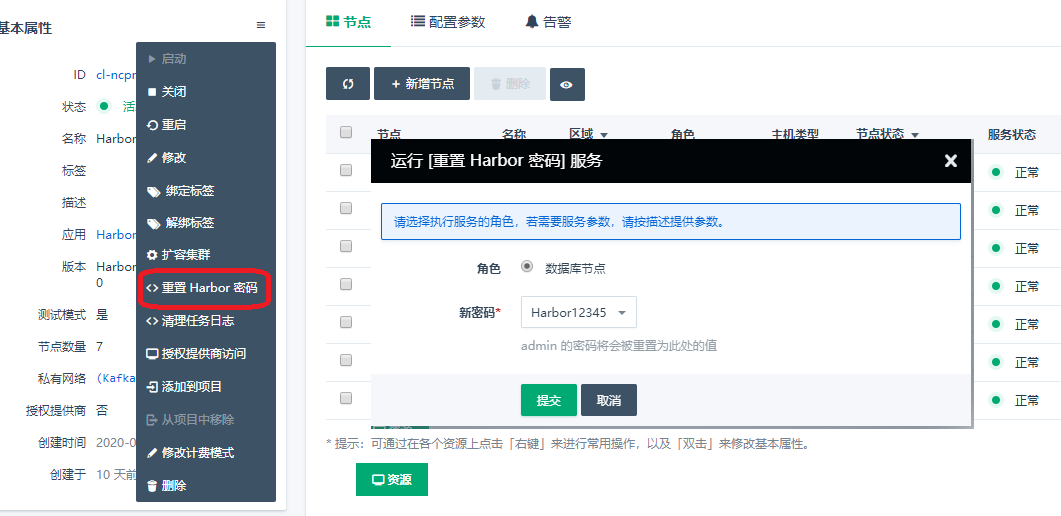 基本属性
ID cl-ncpr
状态 活
名称 Harbor
标签
描述
应用 Harbor
版本 Harbor
0
测试模式 是
节点数量 7
私有网络 (Kafka
授权提供商 否
创建时间 2020-0
创建于 10 天前
启动
关闭
重启
修改
绑定标签
解绑标签
扩容集群
重置 Harbor 密码
清理任务日志
授权提供商访问
添加到项目
从项目中移除
修改计费模式
删除
节点 配置参数 告警
+ 新增节点 删除
节点 名称 区域 角色 主机类型 节点状态 服务状态
正常
正常
正常
正常
正常
正常
正常
运行 [重置 Harbor 密码] 服务
请选择执行服务的角色，若需要服务参数，请按描述提供参数。
角色 数据库节点
新密码* Harbor12345
admin 的密码将会被重置为此处的值
提交 取消
* 提示：可通过在各个资源上点击「右键」来进行常用操作，以及「双击」来修改基本属性。
资源